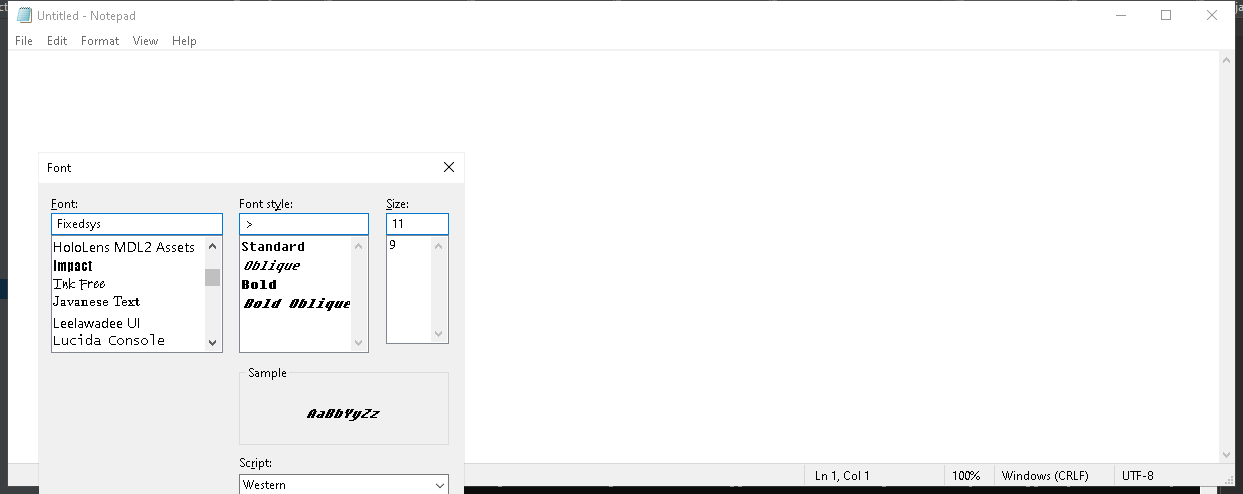 Untitled - Notepad
File Edit Format View Help
Font
Font: Font style: Size:
Fixedsys > 11
HoloLens MDL2 Assets
Impact
Ink Free
Javanese Text
Leelawadee UI
Lucida Console
Standard
Oblique
Bold
Bold Oblique
9
Sample
AaBbYyZz
Script:
Western
Ln 1, Col 1 100% Windows (CRLF) UTF-8